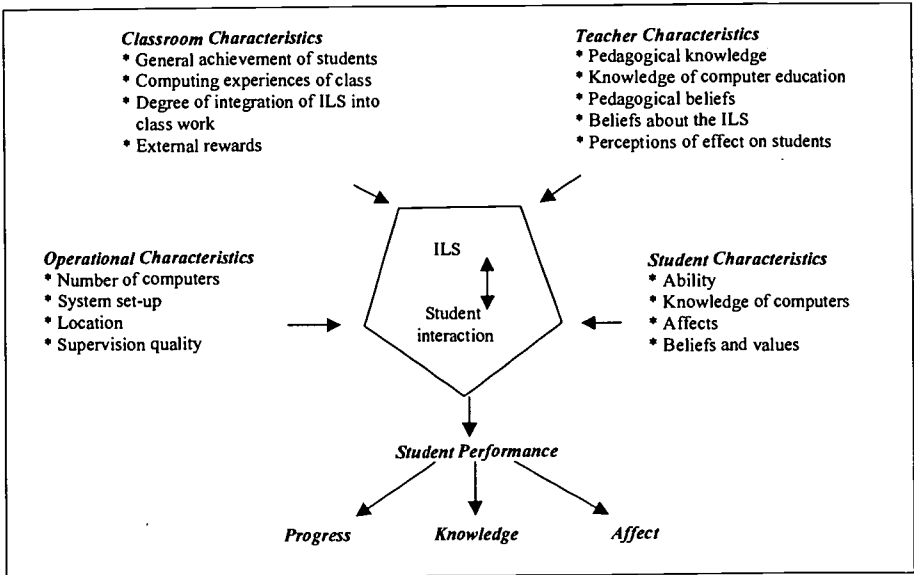 Classroom Characteristics
* General achievement of students
* Computing experiences of class
* Degree of integration of ILS into
class work
* External rewards
Teacher Characteristics
* Pedagogical knowledge
* Knowledge of computer education
* Pedagogical beliefs
* Beliefs about the ILS
* Perceptions of effect on students
Operational Characteristics
* Number of computers
* System set-up
* Location
* Supervision quality
ILS
Student
interaction
Student Characteristics
* Ability
* Knowledge of computers
* Affects
* Beliefs and values
Student Performance
Progress
Knowledge
Affect